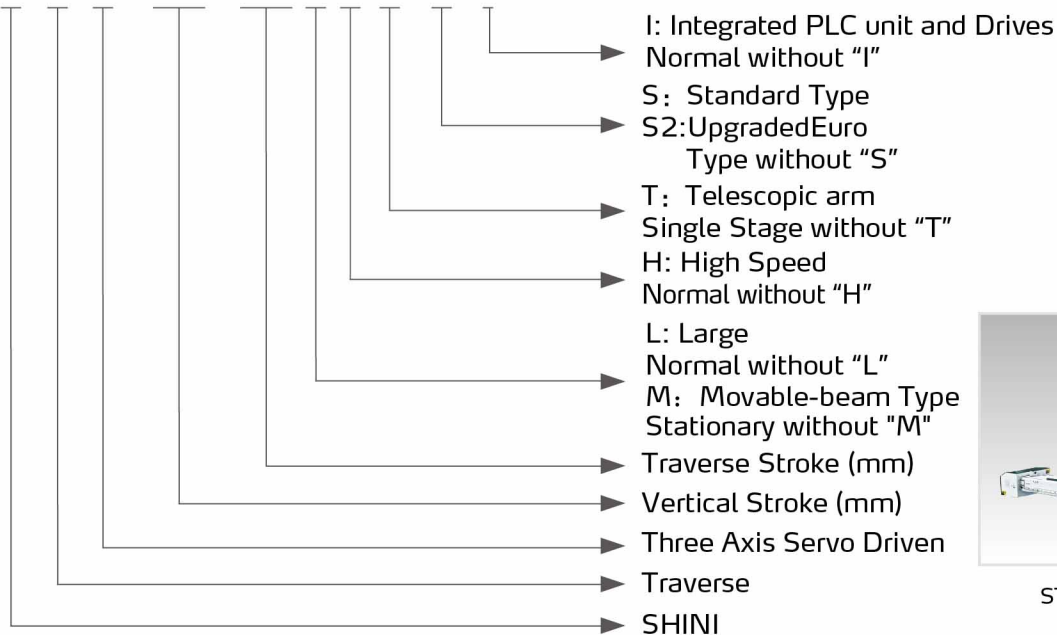 I: Integrated PLC unit and Drives
Normal without “I”
S: Standard Type
S2:UpgradedEuro
Type without “S”
T: Telescopic arm
Single Stage without “T”
H: High Speed
Normal without “H”
L: Large
Normal without “L”
M: Movable-beam Type
Stationary without "M"
Traverse Stroke (mm)
Vertical Stroke (mm)
Three Axis Servo Driven
Traverse
SHINI